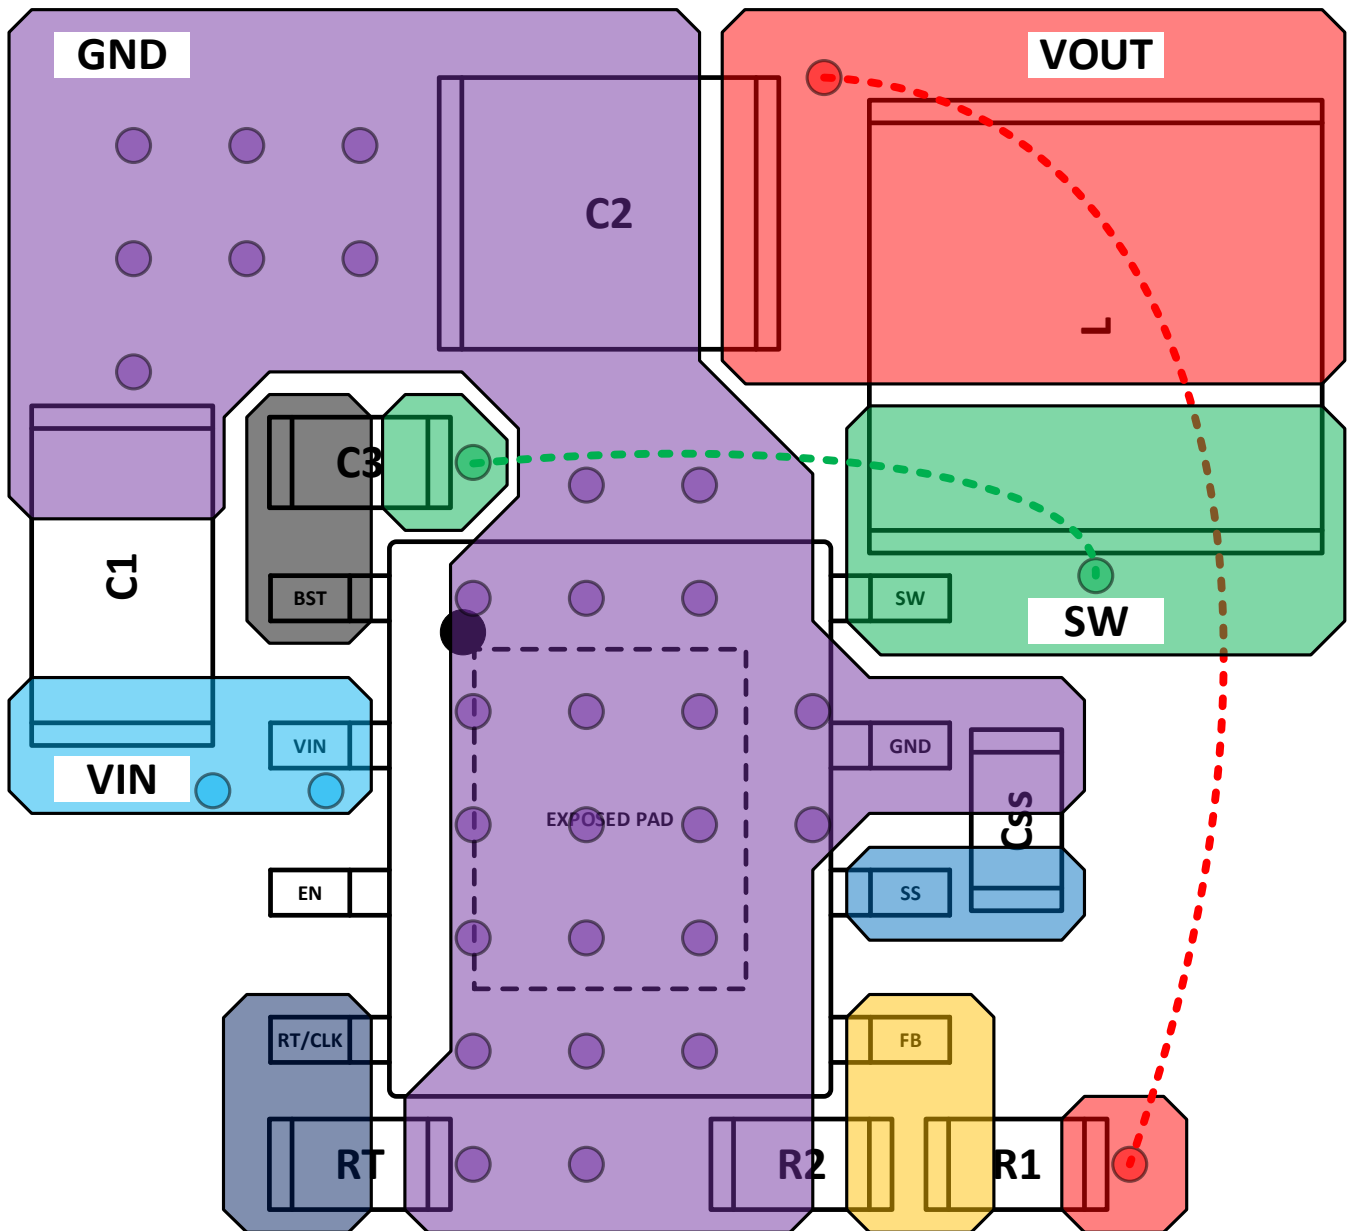 GND
VOUT
C2
L
C3
C1
BST
SW
SW
VIN
GND
VIN
EXPOSED PAD
Css
EN
SS
RT/CLK
FB
RT
R2
R1